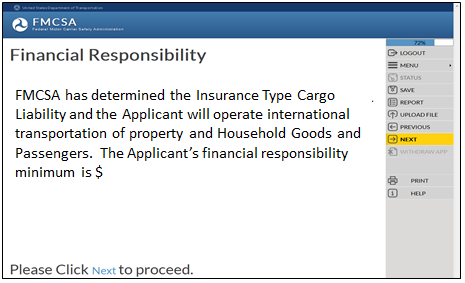 United States Department of Transportation
FMCSA
Federal Motor Carrier Safety Administration
Financial Responsibility
FMCSA has determined the Insurance Type Cargo
Liability and the Applicant will operate international
transportation of property and Household Goods and
Passengers.  The Applicant's financial responsibility
minimum is $
.
Please Click Next to proceed.
72%
LOGOUT
MENU
STATUS
SAVE
REPORT
UPLOAD FILE
PREVIOUS
NEXT
WITHDRAW APP
PRINT
HELP